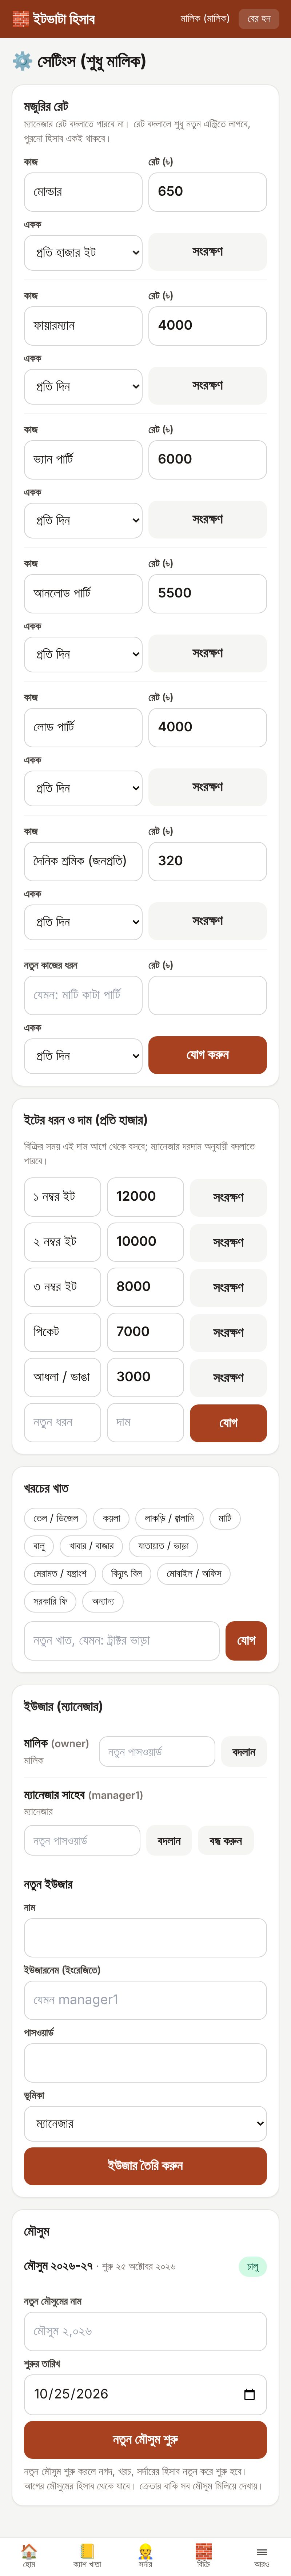 ইটভাটা হিসাব
মালিক (মালিক)
বের হন
সেটিংস (শুধু মালিক)
মজুরির রেট
ম্যানেজার রেট বদলাতে পারবে না। রেট বদলালে শুধু নতুন এন্ট্রিতে লাগবে,
পুরনো হিসাব একই থাকবে।
কাজ রেট (৳)
মোল্ডার 650
একক
প্রতি হাজার ইট সংরক্ষণ
কাজ রেট (৳)
ফায়ারম্যান 4000
একক
প্রতি দিন সংরক্ষণ
কাজ রেট (৳)
ভ্যান পার্টি 6000
একক
প্রতি দিন সংরক্ষণ
কাজ রেট (৳)
আনলোড পার্টি 5500
একক
প্রতি দিন সংরক্ষণ
কাজ রেট (৳)
লোড পার্টি 4000
একক
প্রতি দিন সংরক্ষণ
কাজ রেট (৳)
দৈনিক শ্রমিক (জনপ্রতি) 320
একক
প্রতি দিন সংরক্ষণ
নতুন কাজের ধরন রেট (৳)
যেমন: মাটি কাটা পার্টি
একক
প্রতি দিন যোগ করুন
ইটের ধরন ও দাম (প্রতি হাজার)
বিক্রির সময় এই দাম আগে থেকে বসবে; ম্যানেজার দরদাম অনুযায়ী বদলাতে
পারবে।
১ নম্বর ইট 12000 সংরক্ষণ
২ নম্বর ইট 10000 সংরক্ষণ
৩ নম্বর ইট 8000 সংরক্ষণ
পিকেট 7000 সংরক্ষণ
আধলা / ভাঙা 3000 সংরক্ষণ
নতুন ধরন দাম যোগ
খরচের খাত
তেল / ডিজেল কয়লা লাকড়ি / জ্বালানি মাটি
বালু খাবার / বাজার যাতায়াত / ভাড়া
মেরামত / যন্ত্রাংশ বিদ্যুৎ বিল মোবাইল / অফিস
সরকারি ফি অন্যান্য
নতুন খাত, যেমন: ট্রাক্টর ভাড়া যোগ
ইউজার (ম্যানেজার)
মালিক (owner)
মালিক
নতুন পাসওয়ার্ড বদলান
ম্যানেজার সাহেব (manager1)
ম্যানেজার
নতুন পাসওয়ার্ড বদলান বন্ধ করুন
নতুন ইউজার
নাম
ইউজারনেম (ইংরেজিতে)
যেমন manager1
পাসওয়ার্ড
ভূমিকা
ম্যানেজার
ইউজার তৈরি করুন
মৌসুম
মৌসুম ২০২৬-২৭ · শুরু ২৫ অক্টোবর ২০২৬ চালু
নতুন মৌসুমের নাম
মৌসুম ২,০২৬
শুরুর তারিখ
10/25/2026
নতুন মৌসুম শুরু
নতুন মৌসুম শুরু করলে নগদ, খরচ, সর্দারের হিসাব নতুন করে শুরু হবে।
আগের মৌসুমের হিসাব থেকে যাবে। ক্রেতার বাকি সব মৌসুম মিলিয়ে দেখায়।
হোম ক্যাশ খাতা সর্দার বিক্রি আরও